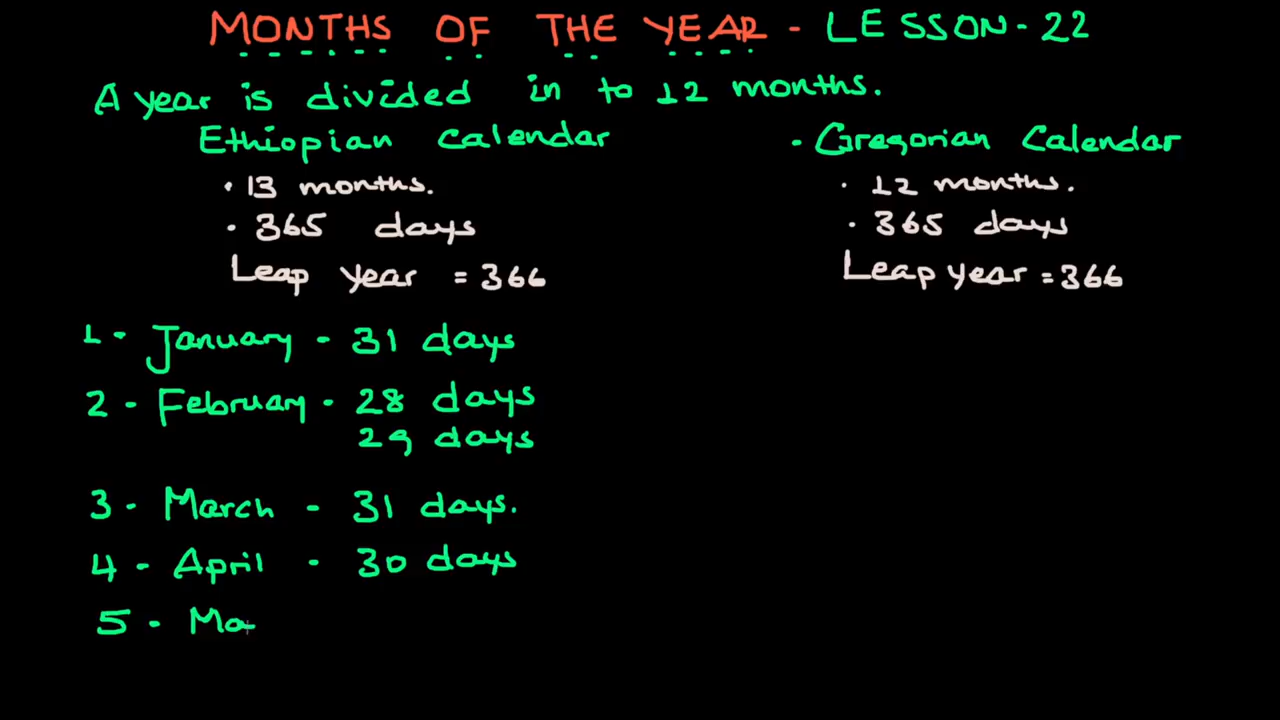 MONTHS OF THE YEAR - LESSON-22
A year is divided in to 12 months.
Ethiopian calendar
• 13 months.
• 365 days
Leap year = 366
• Gregorian Calendar
• 12 months.
• 365 days
Leap year = 366
1 - January - 31 days
2 - February - 28 days
29 days
3 - March - 31 days.
4 - April - 30 days
5 - Ma